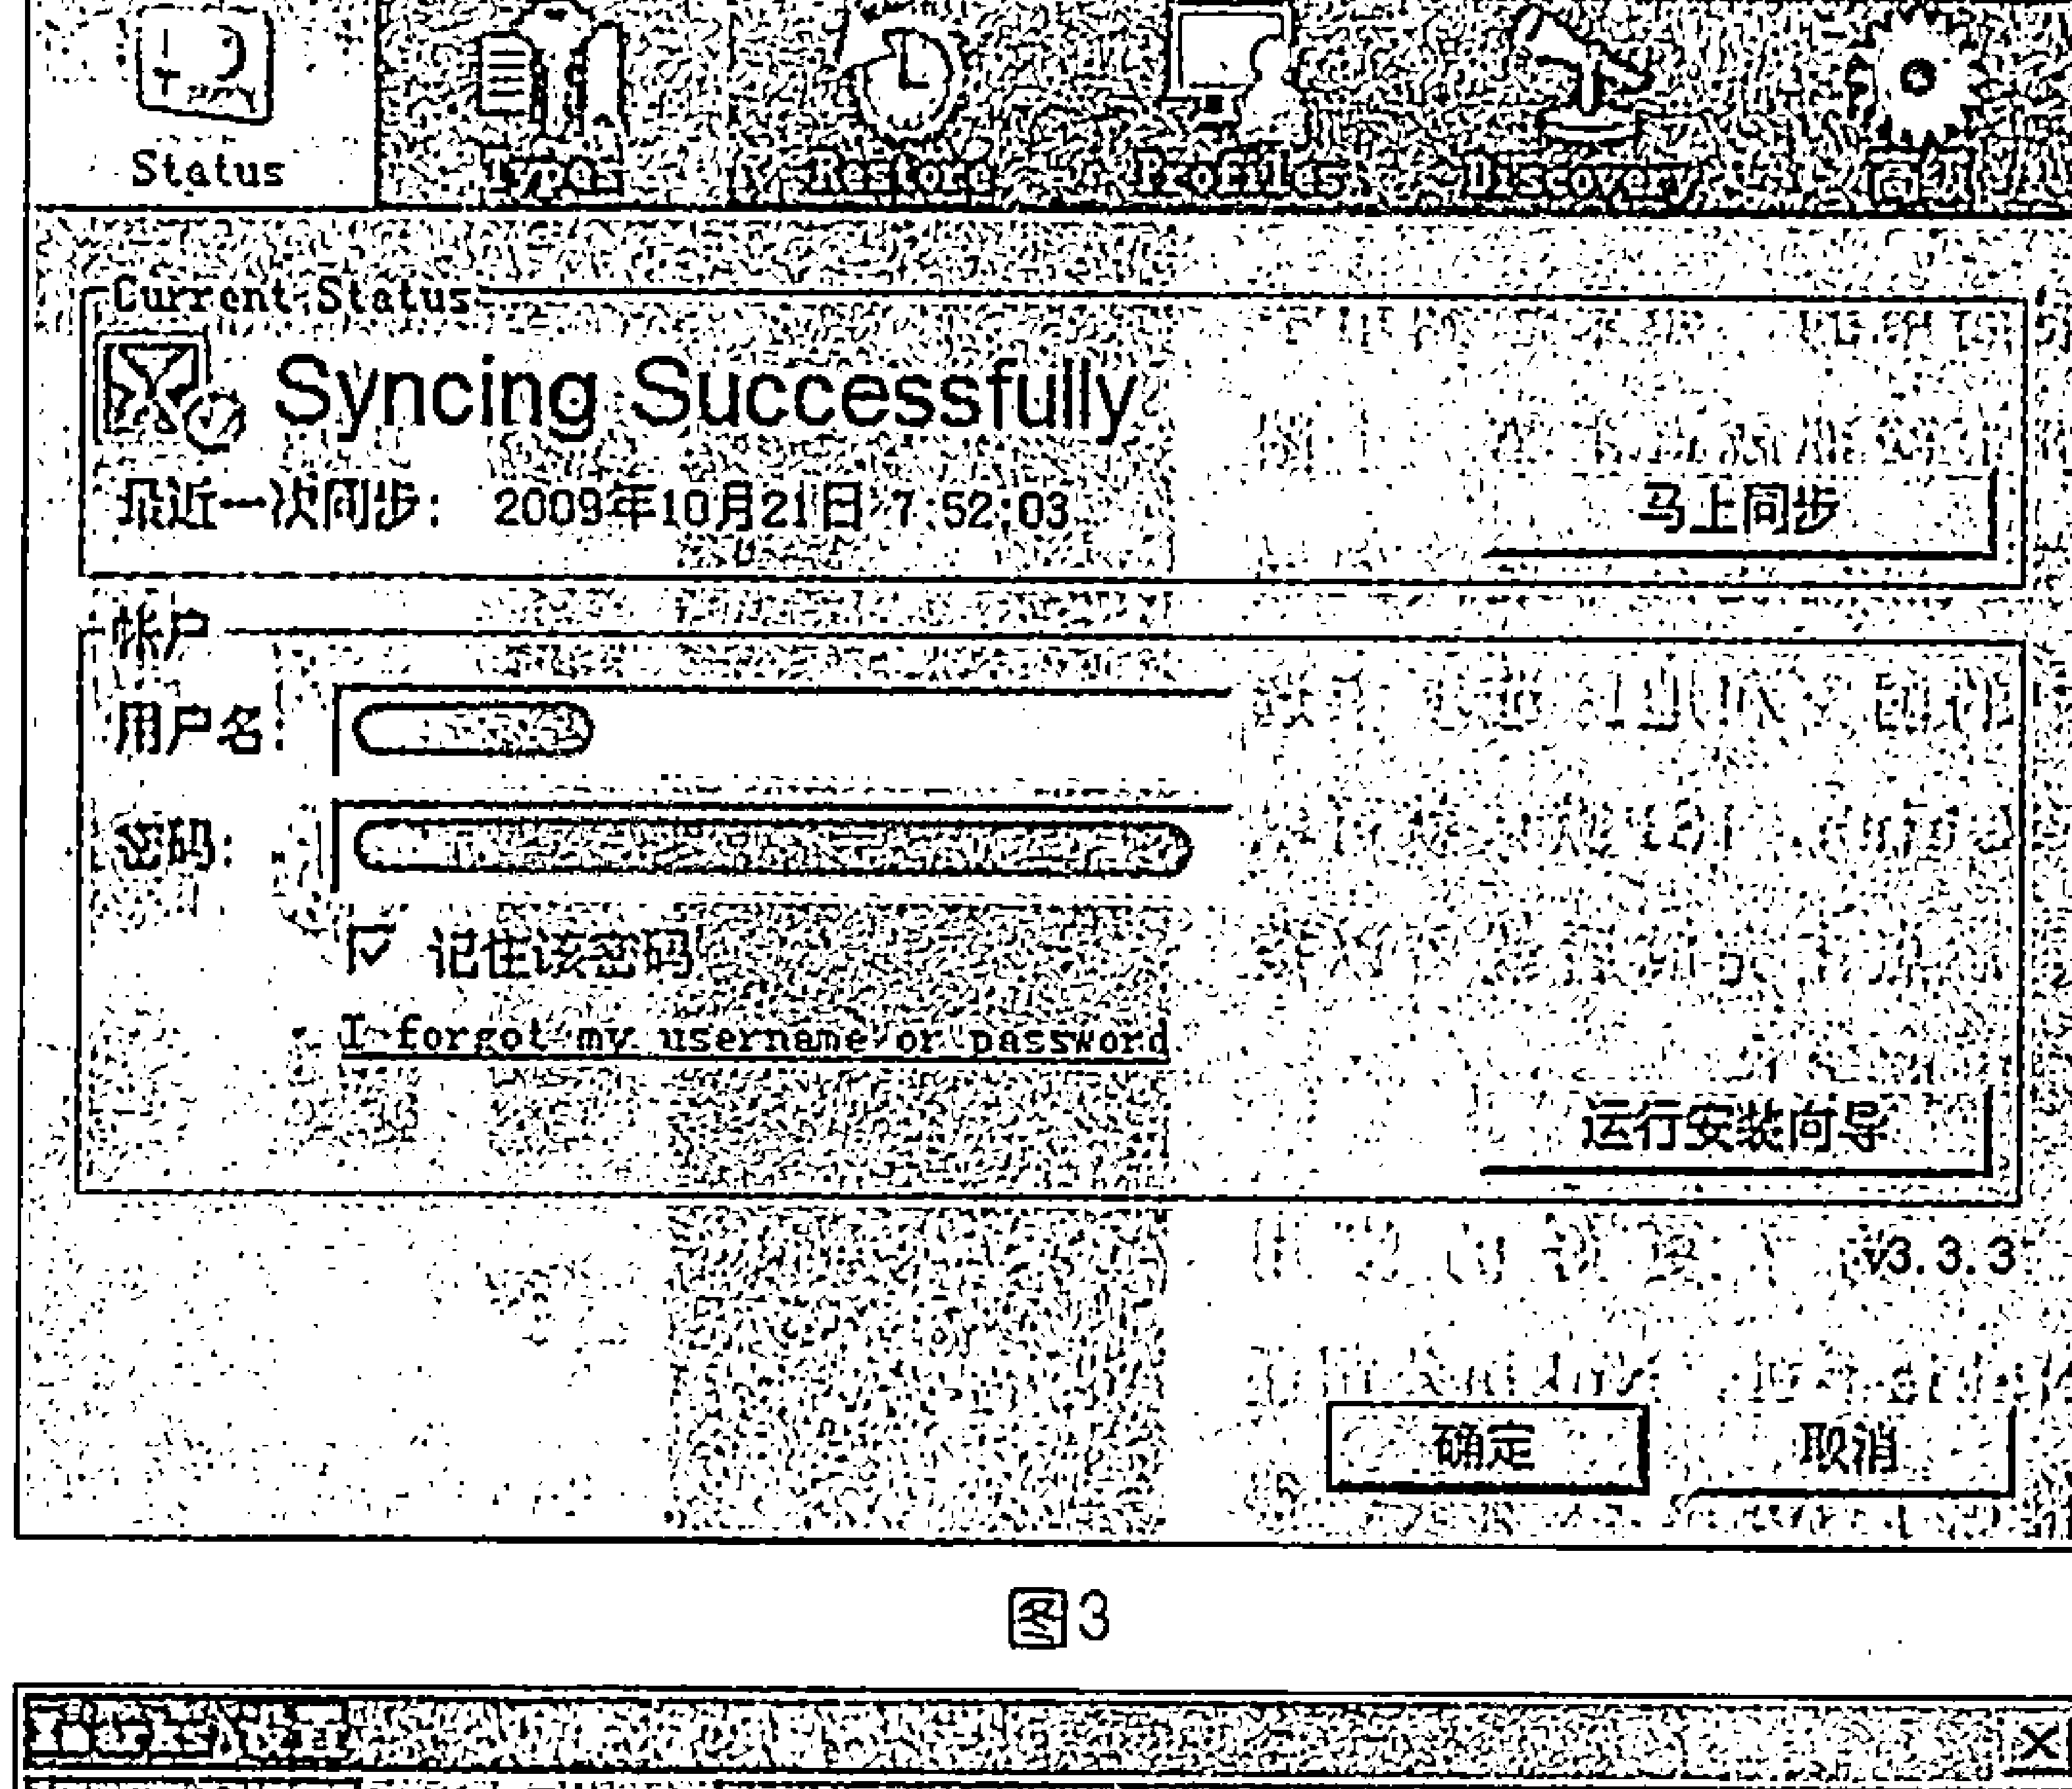 Status Types Restore Profiles Discovery 高级
Current Status
Syncing Successfully
最近一次同步: 2009年10月21日 7:52:03
马上同步
帐户
用户名:
密码:
记住该密码
I forgot my username or password
运行安装向导
v3.3.3
确定 取消
图3